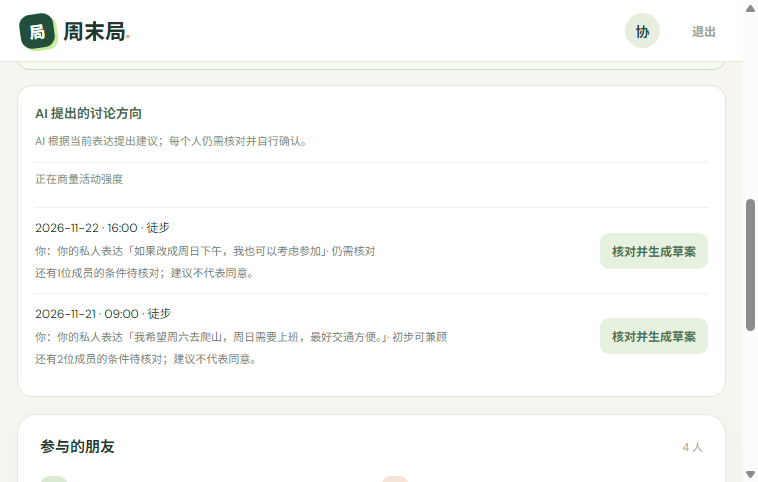 局 周末局.
协
退出
AI 提出的讨论方向
AI 根据当前表达提出建议；每个人仍需核对并自行确认。
正在商量活动强度
2026-11-22 · 16:00 · 徒步
你：你的私人表达「如果改成周日下午，我也可以考虑参加」· 仍需核对
还有1位成员的条件待核对；建议不代表同意。
核对并生成草案
2026-11-21 · 09:00 · 徒步
你：你的私人表达「我希望周六去爬山，周日需要上班，最好交通方便。」· 初步可兼顾
还有2位成员的条件待核对；建议不代表同意。
核对并生成草案
参与的朋友
4 人